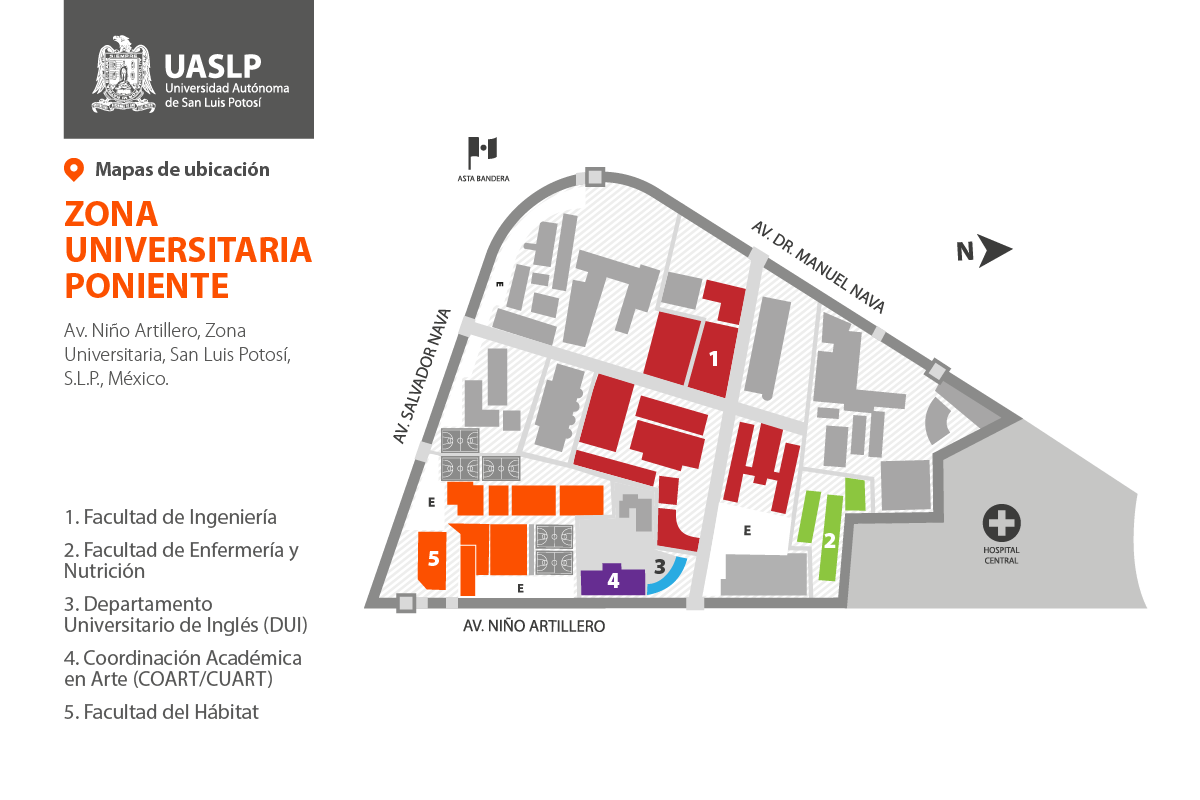 UASLP
Universidad Autónoma
de San Luis Potosí
Mapas de ubicación
ZONA
UNIVERSITARIA
PONIENTE
Av. Niño Artillero, Zona
Universitaria, San Luis Potosí,
S.L.P., México.
1. Facultad de Ingeniería
2. Facultad de Enfermería y
Nutrición
3. Departamento
Universitario de Inglés (DUI)
4. Coordinación Académica
en Arte (COART/CUART)
5. Facultad del Hábitat
ASTA BANDERA
AV. DR. MANUEL NAVA
N
E
AV. SALVADOR NAVA
1
E
E
2
5
3
4
E
HOSPITAL
CENTRAL
AV. NIÑO ARTILLERO